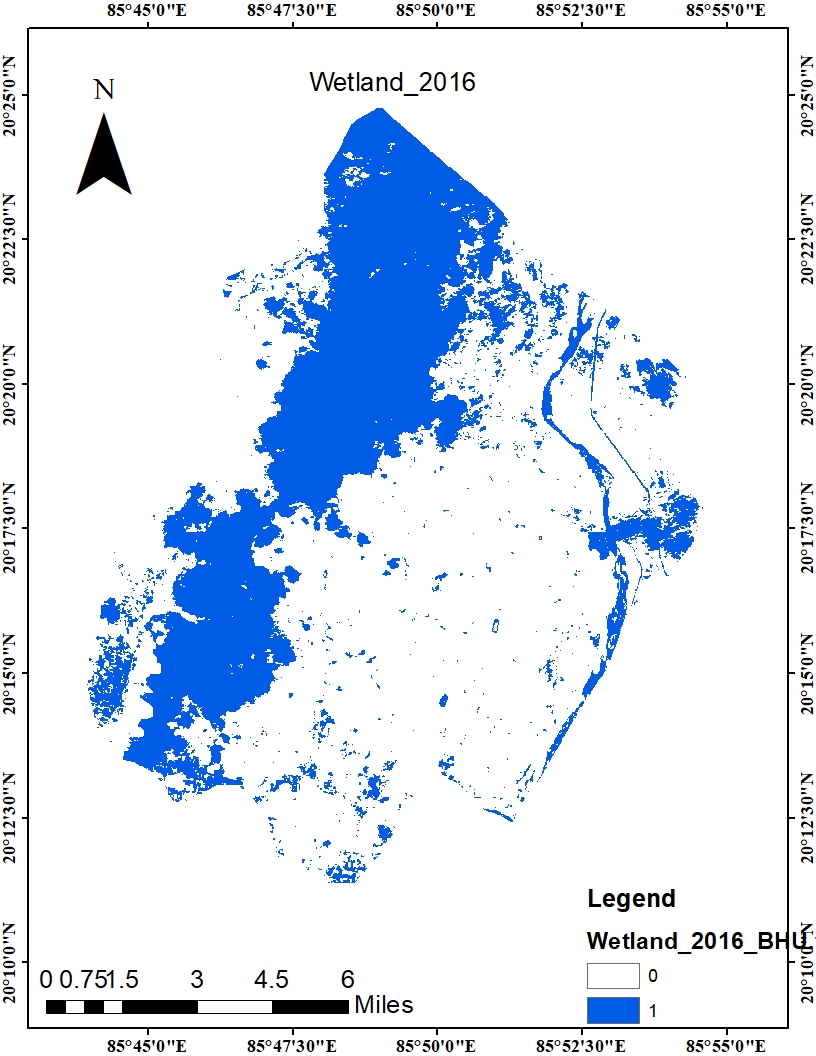 85°45'0"E 85°47'30"E 85°50'0"E 85°52'30"E 85°55'0"E
Wetland_2016
N
20°25'0"N 20°25'0"N
20°22'30"N 20°22'30"N
20°20'0"N 20°20'0"N
20°17'30"N 20°17'30"N
20°15'0"N 20°15'0"N
20°12'30"N 20°12'30"N
20°10'0"N 20°10'0"N
Legend
Wetland_2016_BHU
0
1
0 0.75 1.5 3 4.5 6
Miles
85°45'0"E 85°47'30"E 85°50'0"E 85°52'30"E 85°55'0"E